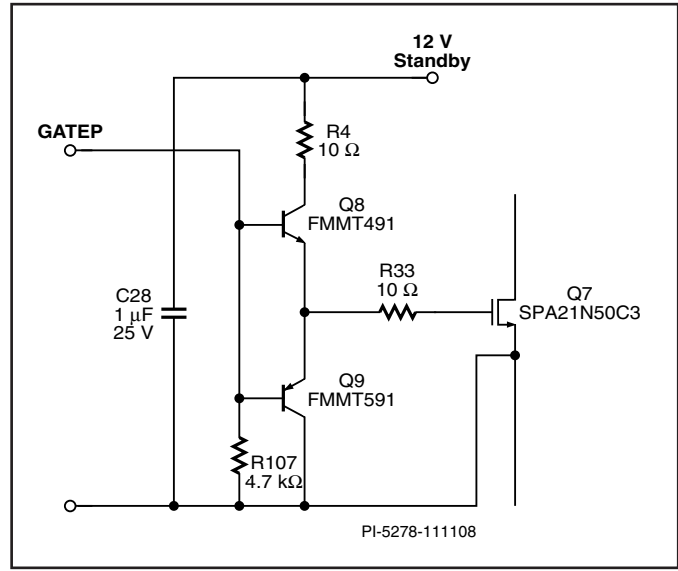 12 V
Standby
GATEP
R4
10 Ω
Q8
FMMT491
R33
10 Ω
Q7
SPA21N50C3
C28
1 µF
25 V
Q9
FMMT591
R107
4.7 kΩ
PI-5278-111108